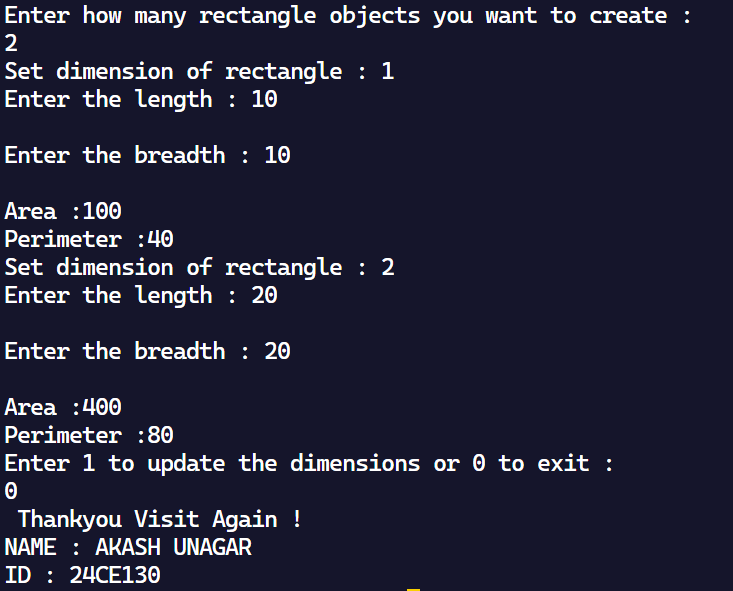 Enter how many rectangle objects you want to create :
2
Set dimension of rectangle : 1
Enter the length : 10
Enter the breadth : 10
Area :100
Perimeter :40
Set dimension of rectangle : 2
Enter the length : 20
Enter the breadth : 20
Area :400
Perimeter :80
Enter 1 to update the dimensions or 0 to exit :
0
 Thankyou Visit Again !
NAME : AKASH UNAGAR
ID : 24CE130